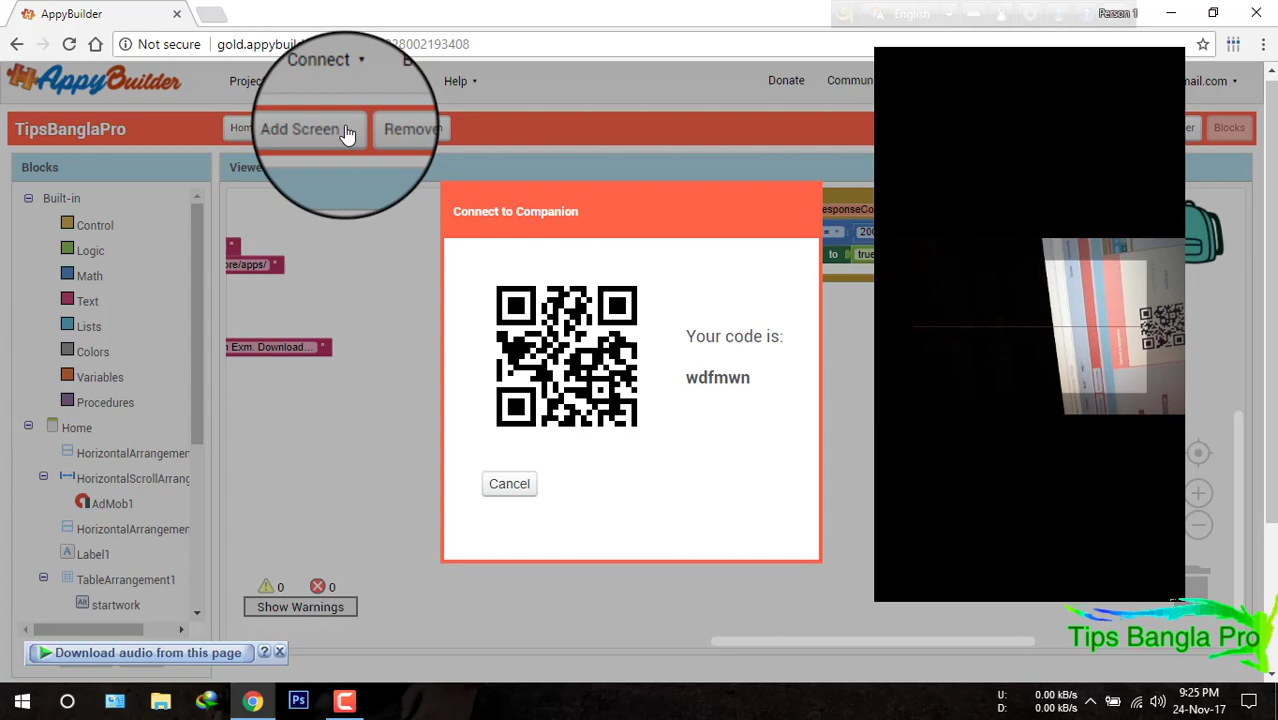 AppyBuilder
English
Person 1
Not secure
gold.appybuil
28002193408
AppyBuilder
Projec
Connect
Help
Donate
Commun
mail.com
TipsBanglaPro
Hom
Add Screen
Remove
er
Blocks
Blocks
Viewe
Built-in
Control
Logic
Math
Text
Lists
Colors
Variables
Procedures
Home
HorizontalArrangemen
HorizontalScrollArrang
AdMob1
HorizontalArrangemen
Label1
TableArrangement1
startwork
"
ore/apps/ "
n Exm. Download... "
Connect to Companion
Your code is:
wdfmwn
Cancel
esponseCo
= 200
to true
0 0
Show Warnings
Download audio from this page
Tips Bangla Pro
U: 0.00 kB/s
D: 0.00 kB/s
9:25 PM
24-Nov-17